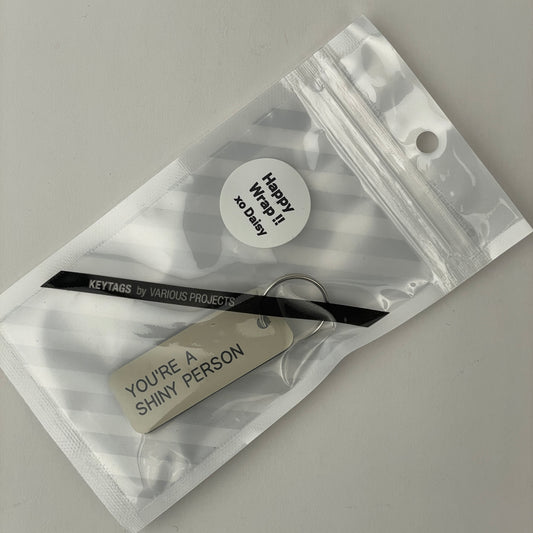 Happy
Wrap !!
xo Daisy
KEYTAGS by VARIOUS PROJECTS
YOU'RE A
SHINY PERSON